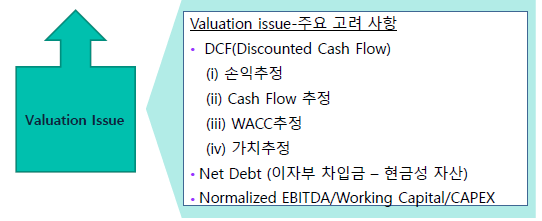 Valuation Issue
Valuation issue-주요 고려 사항
• DCF(Discounted Cash Flow)
(i) 손익추정
(ii) Cash Flow 추정
(iii) WACC추정
(iv) 가치추정
• Net Debt (이자부 차입금 – 현금성 자산)
• Normalized EBITDA/Working Capital/CAPEX